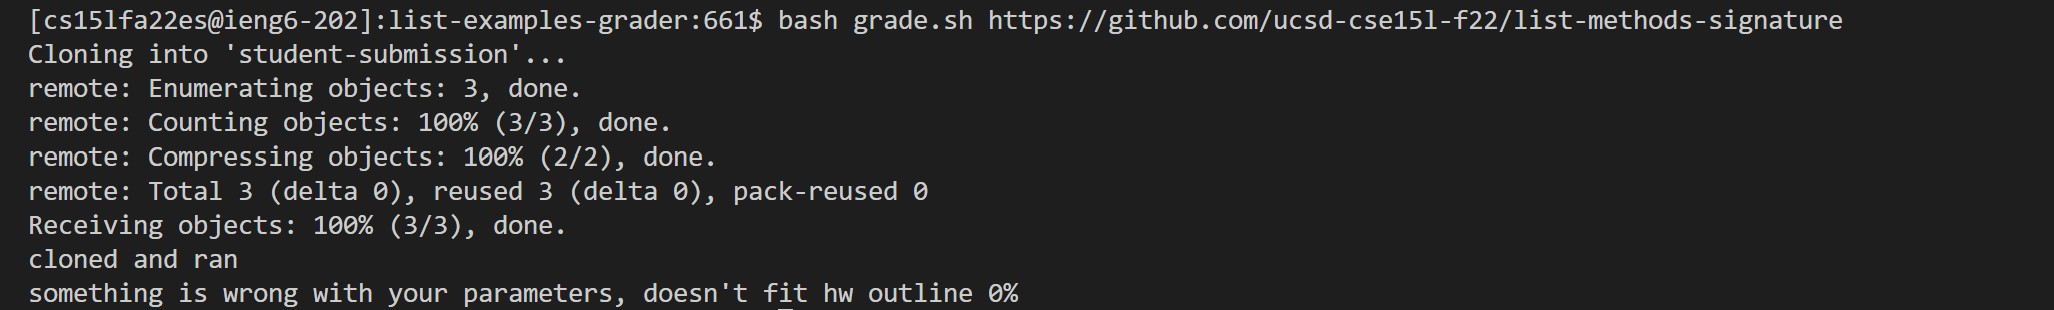 [cs15lfa22es@ieng6-202]:list-examples-grader:661$ bash grade.sh https://github.com/ucsd-cse15l-f22/list-methods-signature
Cloning into 'student-submission'...
remote: Enumerating objects: 3, done.
remote: Counting objects: 100% (3/3), done.
remote: Compressing objects: 100% (2/2), done.
remote: Total 3 (delta 0), reused 3 (delta 0), pack-reused 0
Receiving objects: 100% (3/3), done.
cloned and ran
something is wrong with your parameters, doesn't fit hw outline 0%